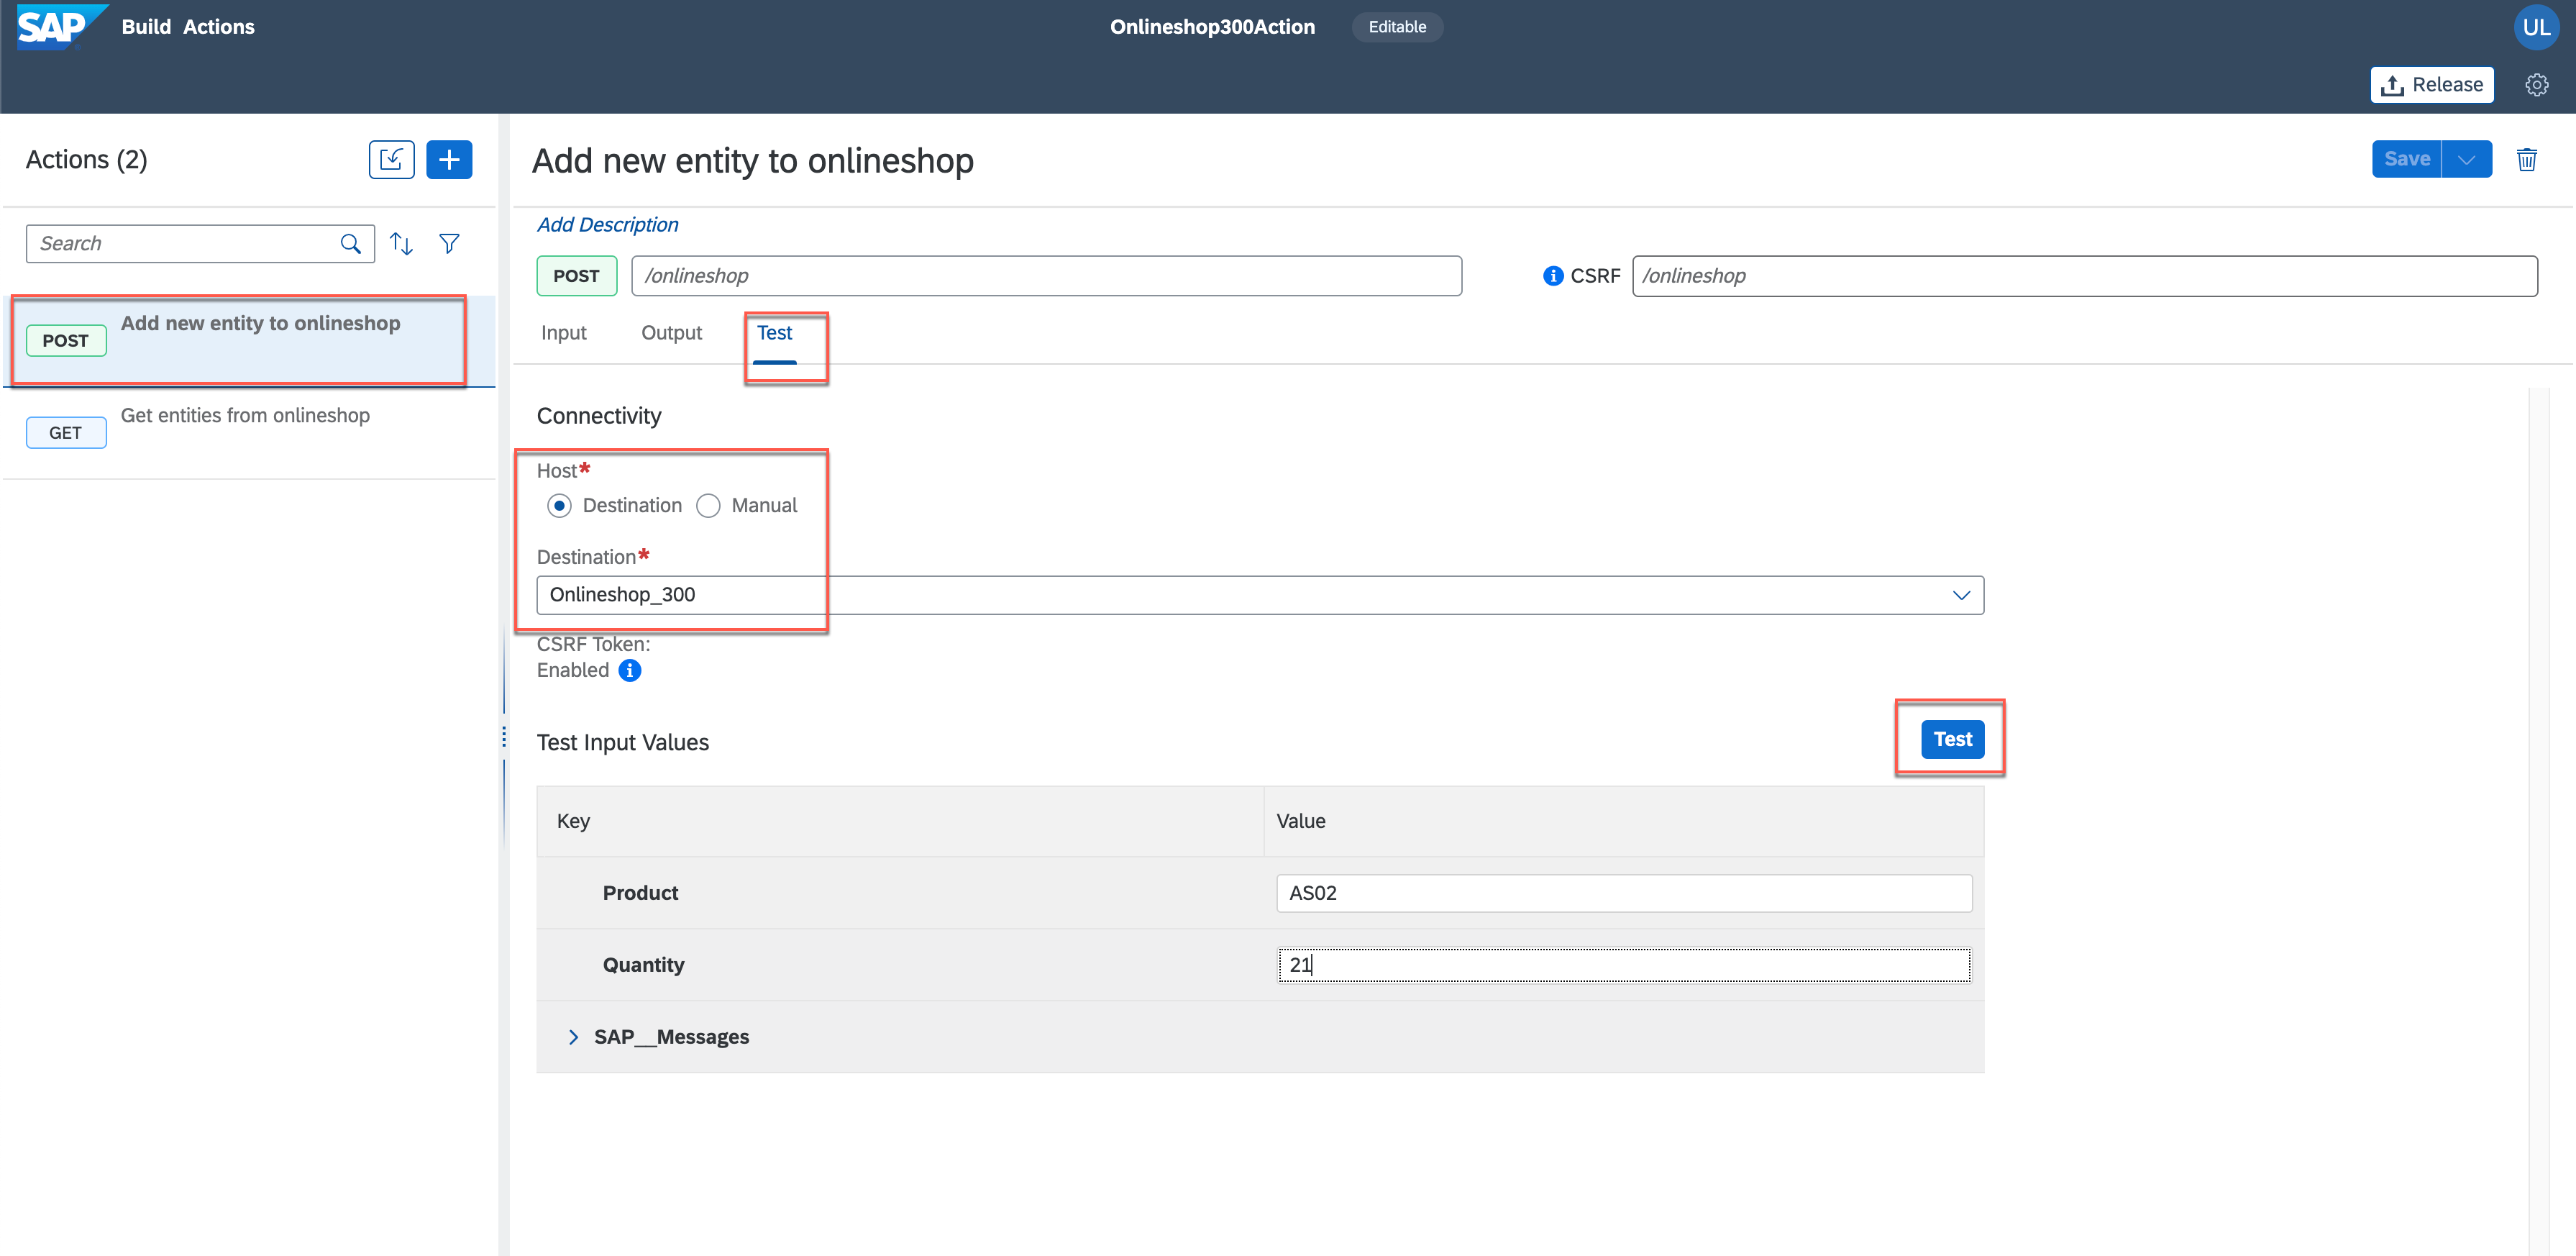 SAP Build Actions
Onlineshop300Action Editable
UL
Release
Actions (2)
Search
POST Add new entity to onlineshop
GET Get entities from onlineshop
Add new entity to onlineshop
Save
Add Description
POST /onlineshop
CSRF /onlineshop
Input Output Test
Connectivity
Host*
Destination Manual
Destination*
Onlineshop_300
CSRF Token:
Enabled
Test Input Values
Test
Key Value
Product AS02
Quantity 21
SAP__Messages